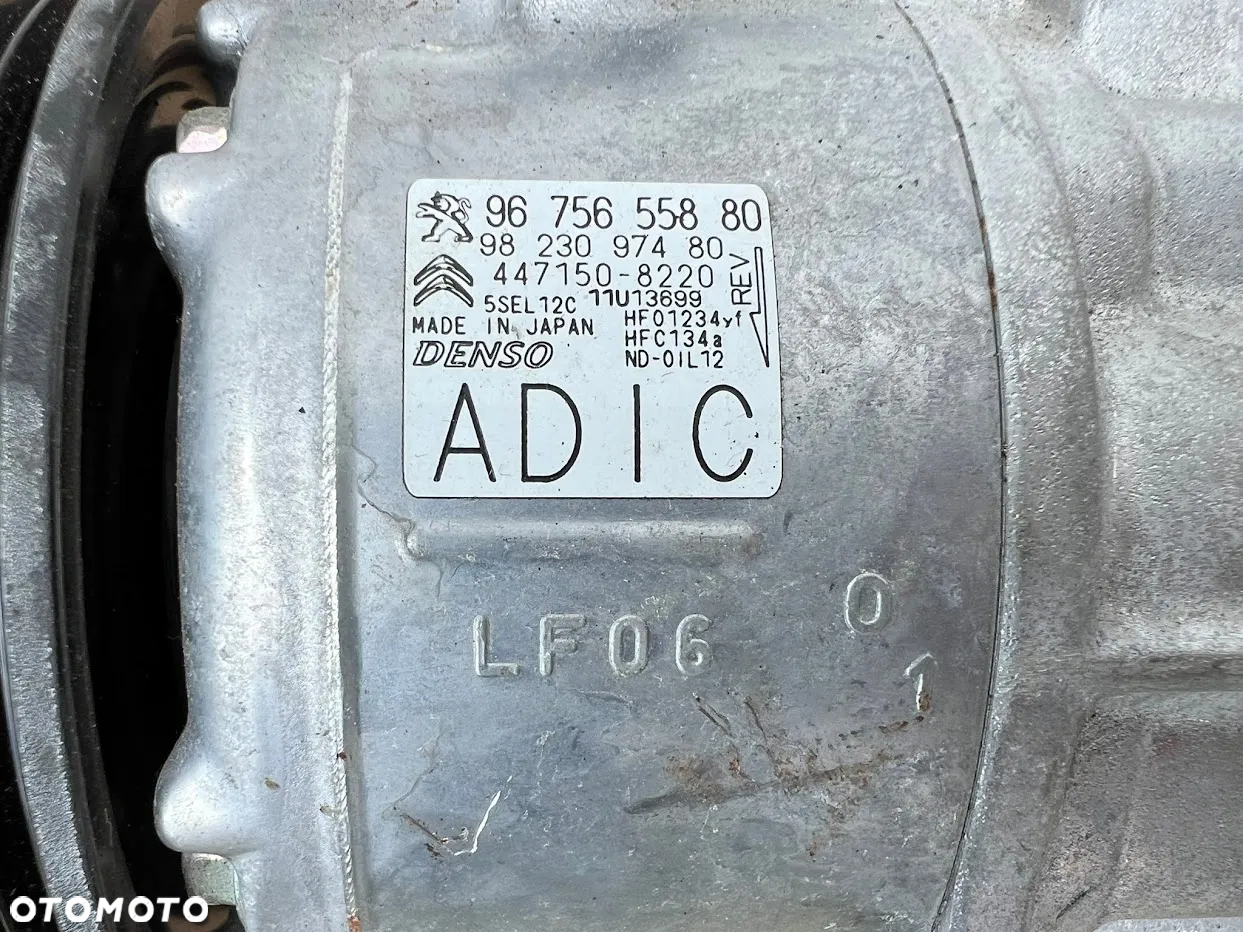 96 756 558 80
98 230 974 80
447150-8220
REV
5SEL12C 11U13699
MADE IN JAPAN HF01234yf
HFC134a
DENSO ND-OIL12
ADIC
LF06
0
1
OTOMOTO